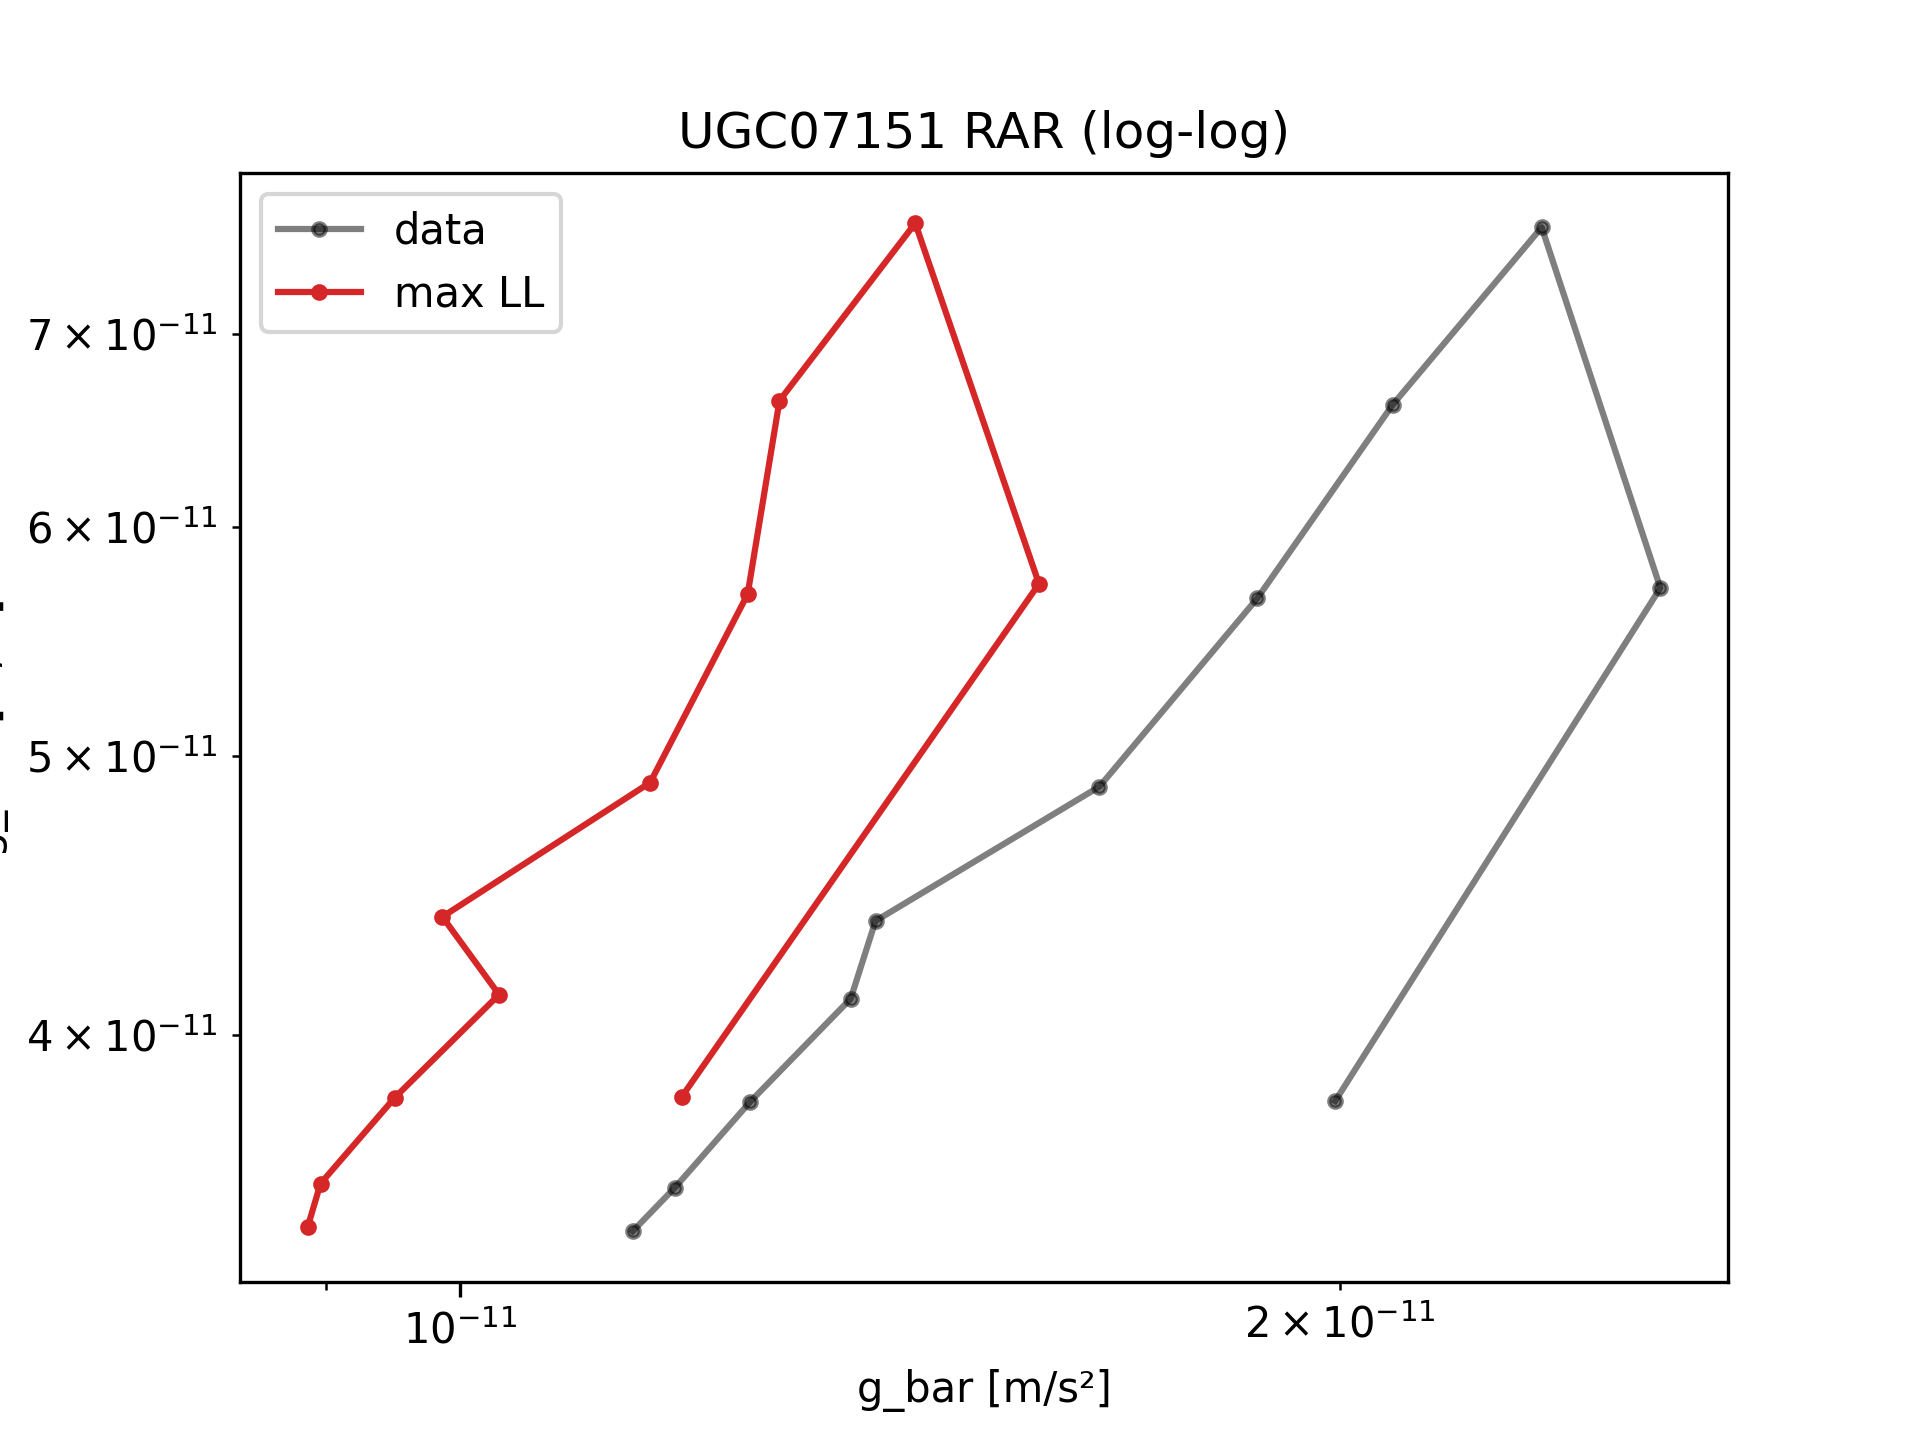 UGC07151 RAR (log-log)
data
max LL
7 × 10⁻¹¹
6 × 10⁻¹¹
5 × 10⁻¹¹
4 × 10⁻¹¹
10⁻¹¹
2 × 10⁻¹¹
g_bar [m/s²]